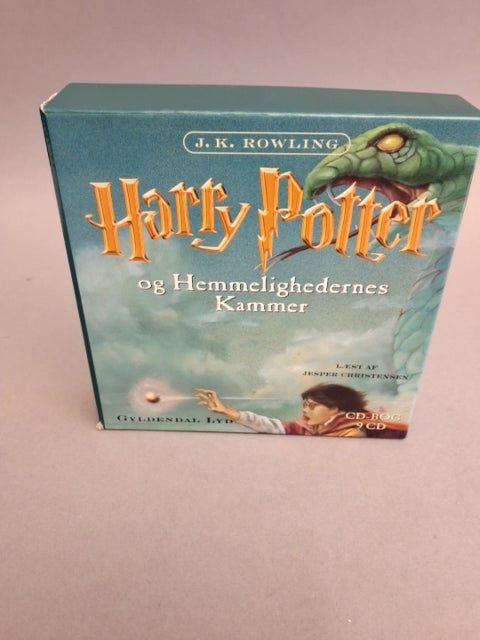 J. K. ROWLING
Harry Potter
og Hemmelighedernes
Kammer
LÆST AF
JESPER CHRISTENSEN
GYLDENDAL LYD
CD-BOG
9 CD